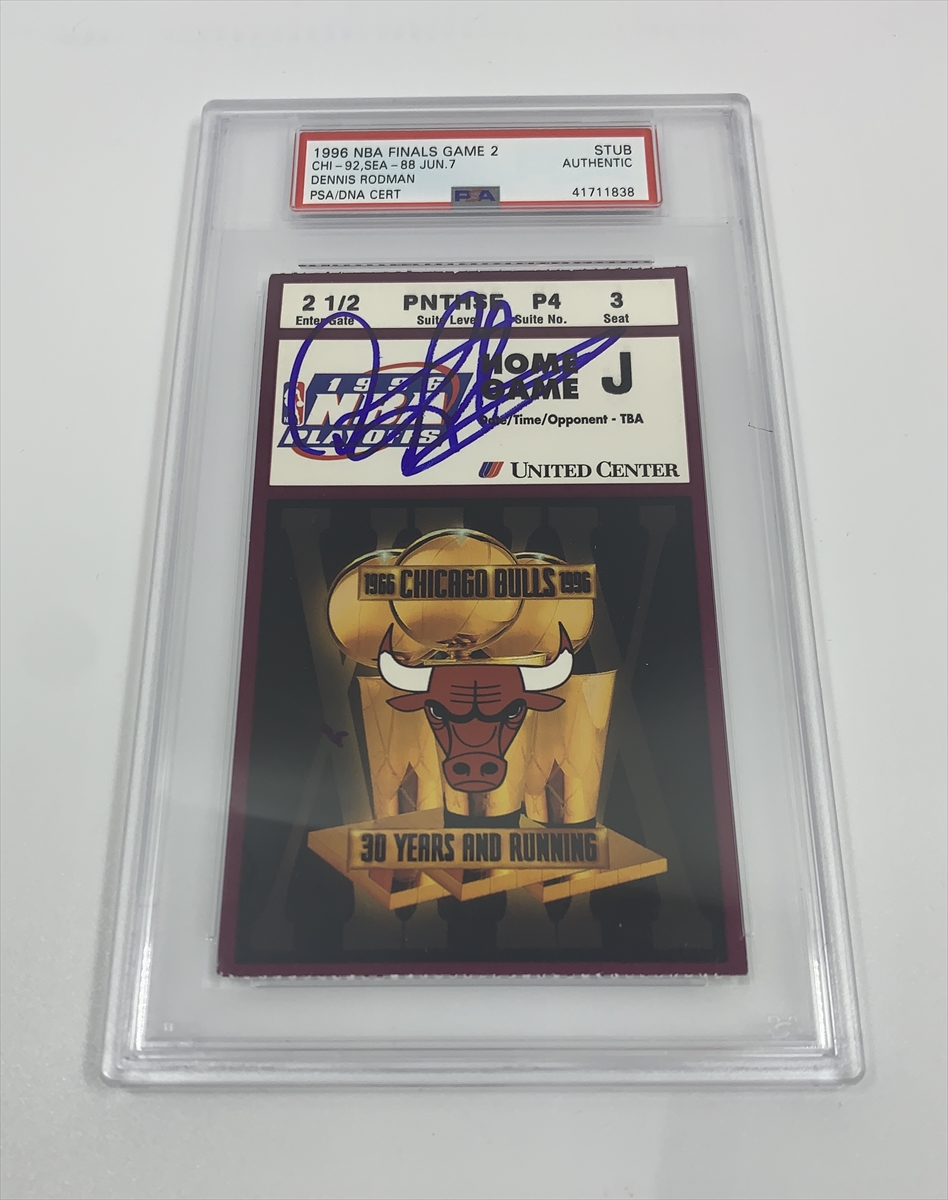 1996 NBA FINALS GAME 2 STUB
CHI-92,SEA-88 JUN.7 AUTHENTIC
DENNIS RODMAN
PSA/DNA CERT PSA 41711838
2 1/2 PNTHSE P4 3
Enter Gate Suite Level Suite No. Seat
1996
NBA
PLAYOFFS
HOME
GAME J
Date/Time/Opponent - TBA
UNITED CENTER
1966 CHICAGO BULLS 1996
30 YEARS AND RUNNING